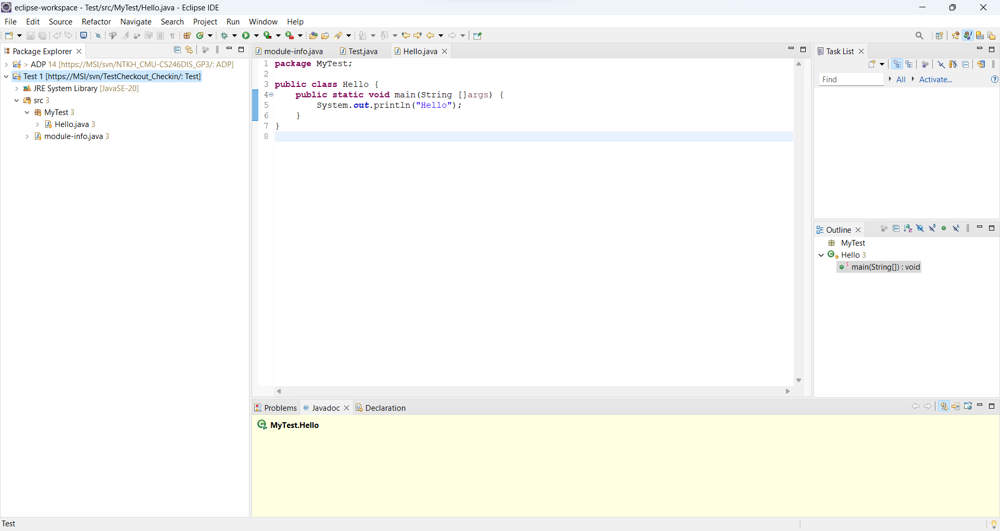 eclipse-workspace - Test/src/MyTest/Hello.java - Eclipse IDE
File Edit Source Refactor Navigate Search Project Run Window Help
Package Explorer
> ADP 14 [https://MSI/svn/NTKH_CMU-CS246DIS_GP3/: ADP]
Test 1 [https://MSI/svn/TestCheckout_Checkin/: Test]
JRE System Library [JavaSE-20]
src 3
MyTest 3
Hello.java 3
module-info.java 3
module-info.java Test.java Hello.java
1 package MyTest;
2
3 public class Hello {
4 public static void main(String []args) {
5 System.out.println("Hello");
6 }
7 }
8
Task List
Find All Activate...
Outline
MyTest
Hello 3
main(String[]) : void
Problems @ Javadoc Declaration
MyTest.Hello
Test